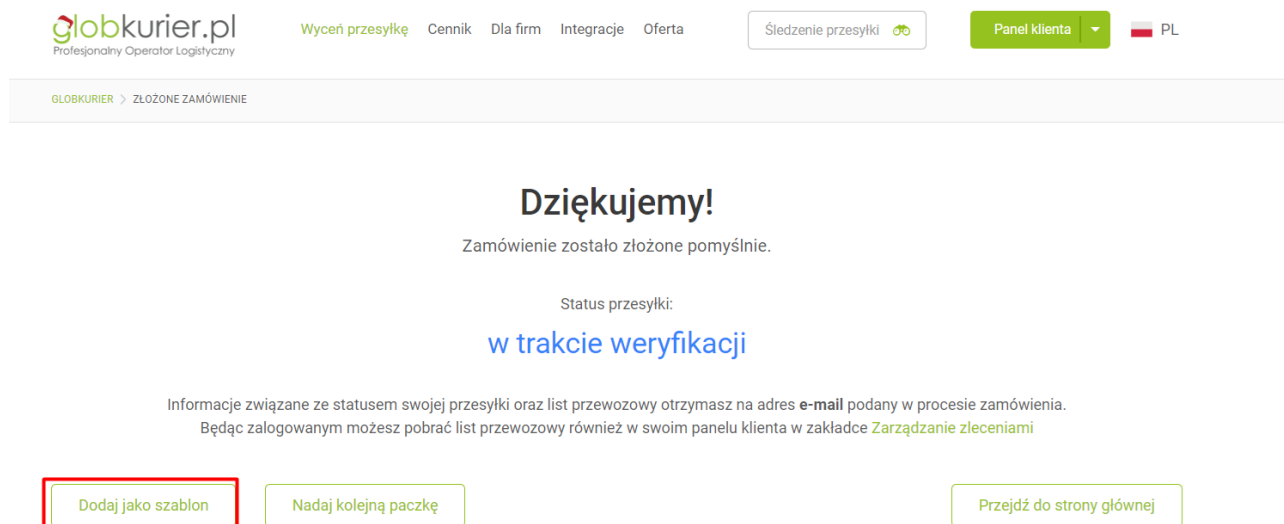 globkurier.pl
Profesjonalny Operator Logistyczny
Wyceń przesyłkę Cennik Dla firm Integracje Oferta
Śledzenie przesyłki
Panel klienta
PL
GLOBKURIER > ZŁOŻONE ZAMÓWIENIE
Dziękujemy!
Zamówienie zostało złożone pomyślnie.
Status przesyłki:
w trakcie weryfikacji
Informacje związane ze statusem swojej przesyłki oraz list przewozowy otrzymasz na adres e-mail podany w procesie zamówienia.
Będąc zalogowanym możesz pobrać list przewozowy również w swoim panelu klienta w zakładce Zarządzanie zleceniami
Dodaj jako szablon
Nadaj kolejną paczkę
Przejdź do strony głównej